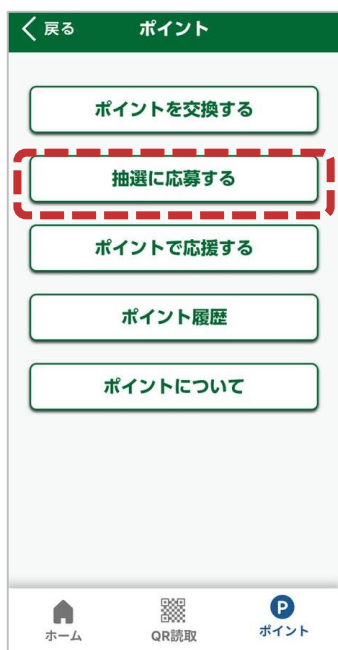 戻る
ポイント
ポイントを交換する
抽選に応募する
ポイントで応援する
ポイント履歴
ポイントについて
ホーム
QR読取
P
ポイント